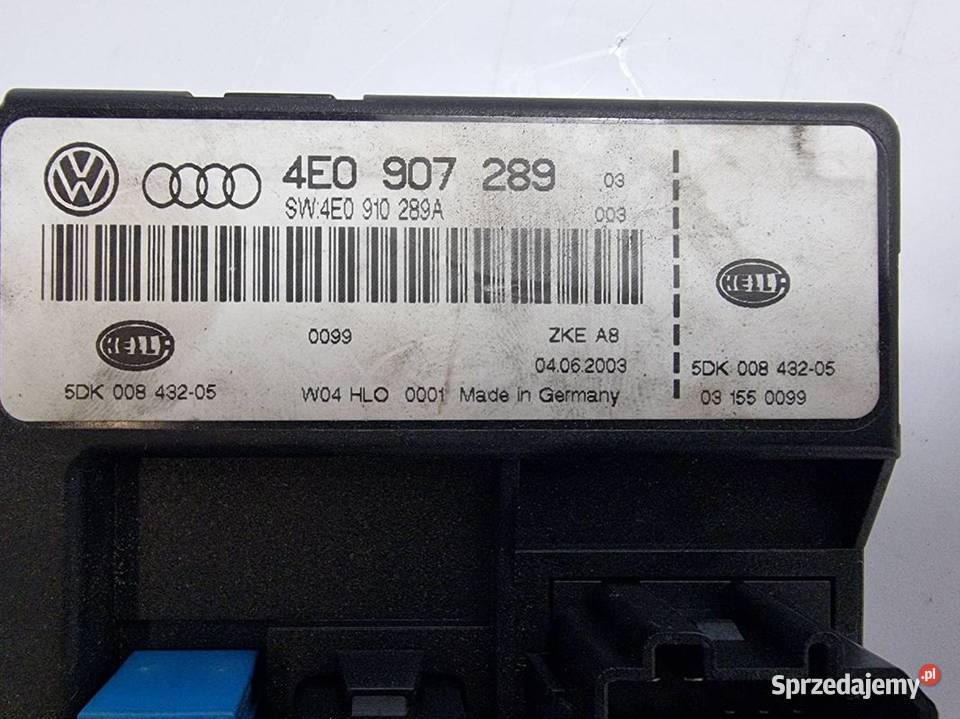 4E0 907 289 03
SW:4E0 910 289A 003
HELLA
HELLA
0099 ZKE A8
04.06.2003
5DK 008 432-05
5DK 008 432-05 W04 HLO 0001 Made in Germany
03 155 0099
Sprzedajemy.pl